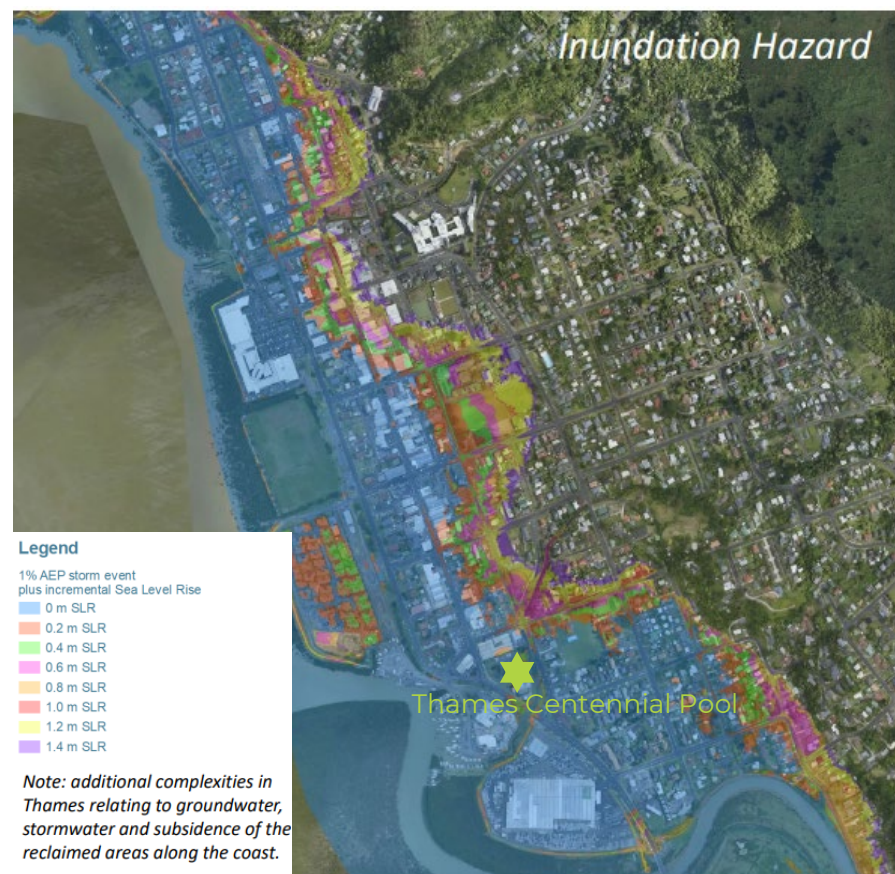 Inundation Hazard
Thames Centennial Pool
Legend
1% AEP storm event
plus incremental Sea Level Rise
0 m SLR
0.2 m SLR
0.4 m SLR
0.6 m SLR
0.8 m SLR
1.0 m SLR
1.2 m SLR
1.4 m SLR
Note: additional complexities in
Thames relating to groundwater,
stormwater and subsidence of the
reclaimed areas along the coast.